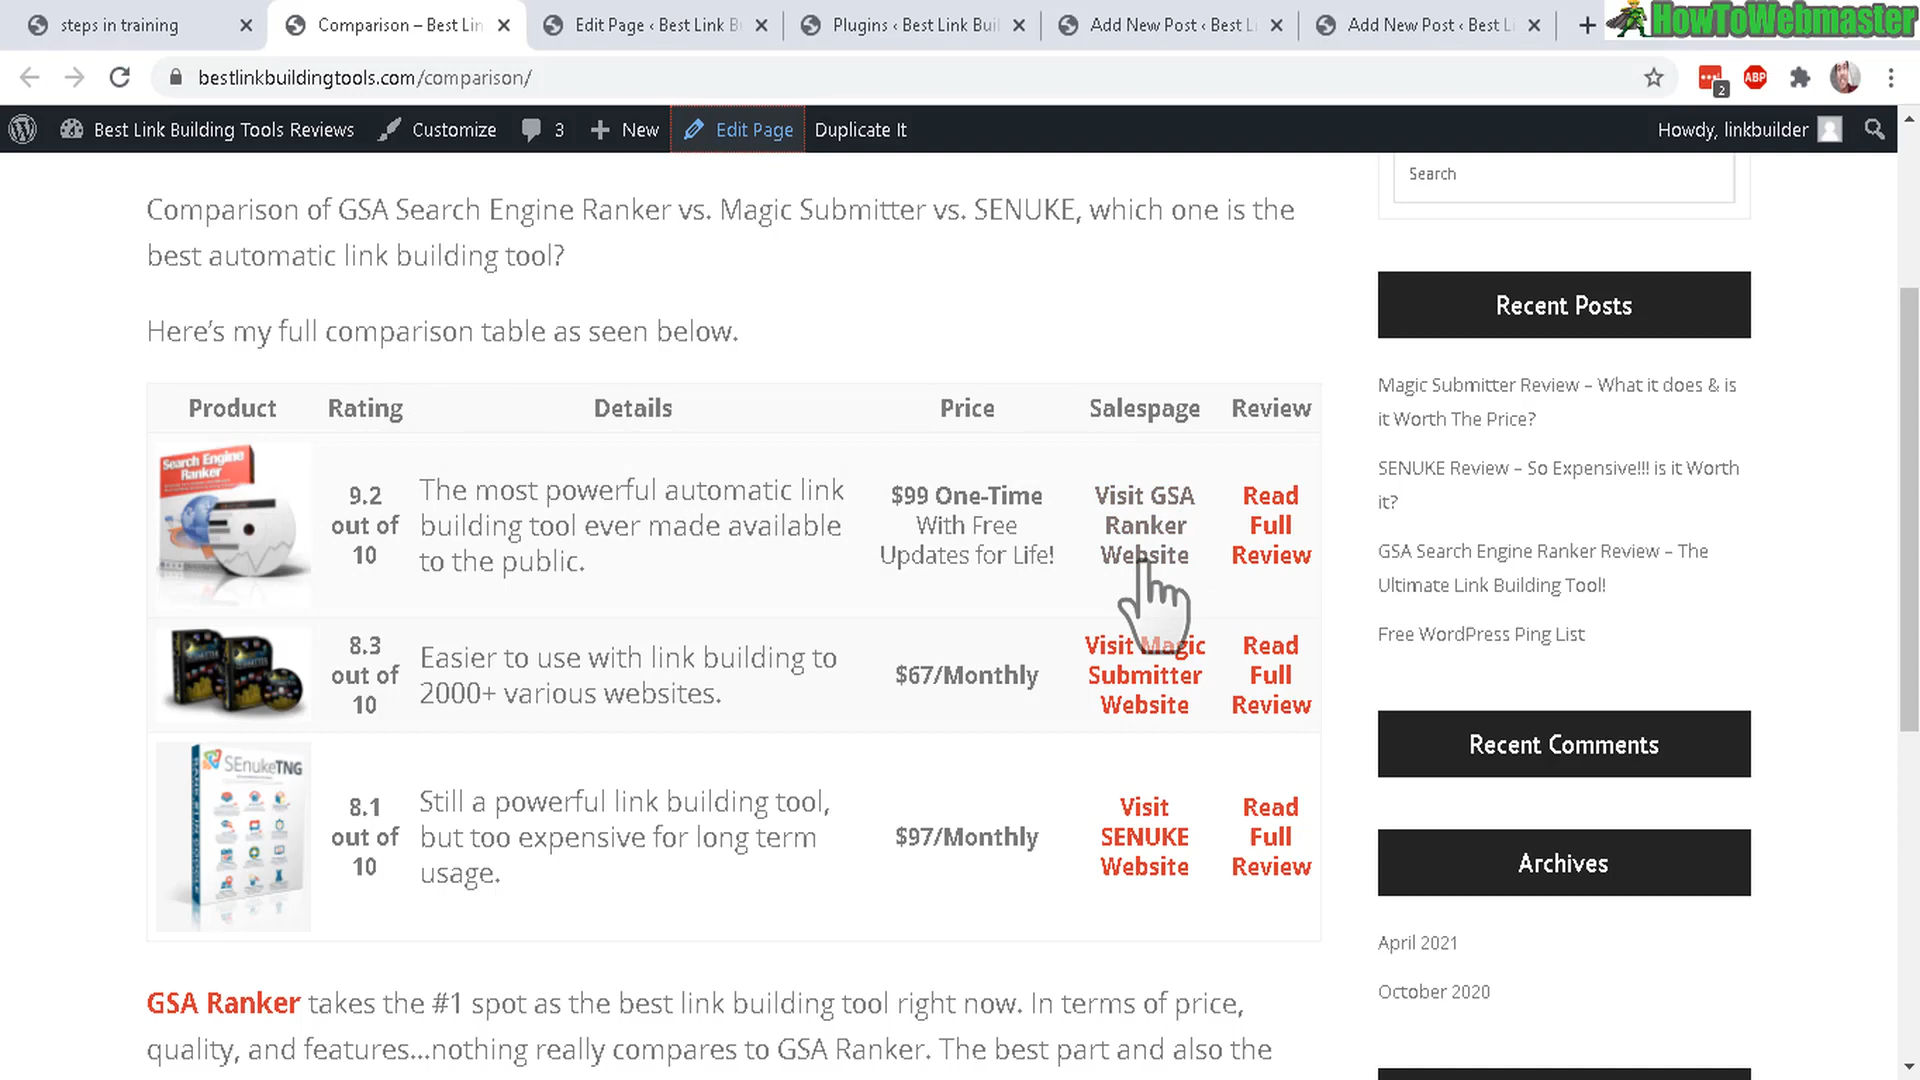 steps in training
Comparison – Best Lin
Edit Page ‹ Best Link B
Plugins ‹ Best Link Buil
Add New Post ‹ Best L
Add New Post ‹ Best Li
HowToWebmaster
bestlinkbuildingtools.com/comparison/
2
ABP
Best Link Building Tools Reviews
Customize
3
New
Edit Page
Duplicate It
Howdy, linkbuilder
Comparison of GSA Search Engine Ranker vs. Magic Submitter vs. SENUKE, which one is the
best automatic link building tool?
Here's my full comparison table as seen below.
Product Rating Details Price Salespage Review
Search Engine
Ranker
9.2
out of
10
The most powerful automatic link
building tool ever made available
to the public.
$99 One-Time
With Free
Updates for Life!
Visit GSA
Ranker
Website
Read
Full
Review
8.3
out of
10
Easier to use with link building to
2000+ various websites.
$67/Monthly
Visit Magic
Submitter
Website
Read
Full
Review
SEnukeTNG
8.1
out of
10
Still a powerful link building tool,
but too expensive for long term
usage.
$97/Monthly
Visit
SENUKE
Website
Read
Full
Review
GSA Ranker takes the #1 spot as the best link building tool right now. In terms of price,
quality, and features...nothing really compares to GSA Ranker. The best part and also the
Search
Recent Posts
Magic Submitter Review – What it does & is
it Worth The Price?
SENUKE Review – So Expensive!!! is it Worth
it?
GSA Search Engine Ranker Review – The
Ultimate Link Building Tool!
Free WordPress Ping List
Recent Comments
Archives
April 2021
October 2020